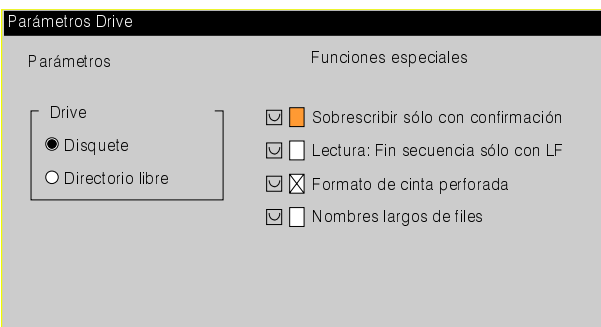 Parámetros Drive
Parámetros
Funciones especiales
Drive
Disquete
Directorio libre
Sobrescribir sólo con confirmación
Lectura: Fin secuencia sólo con LF
Formato de cinta perforada
Nombres largos de files